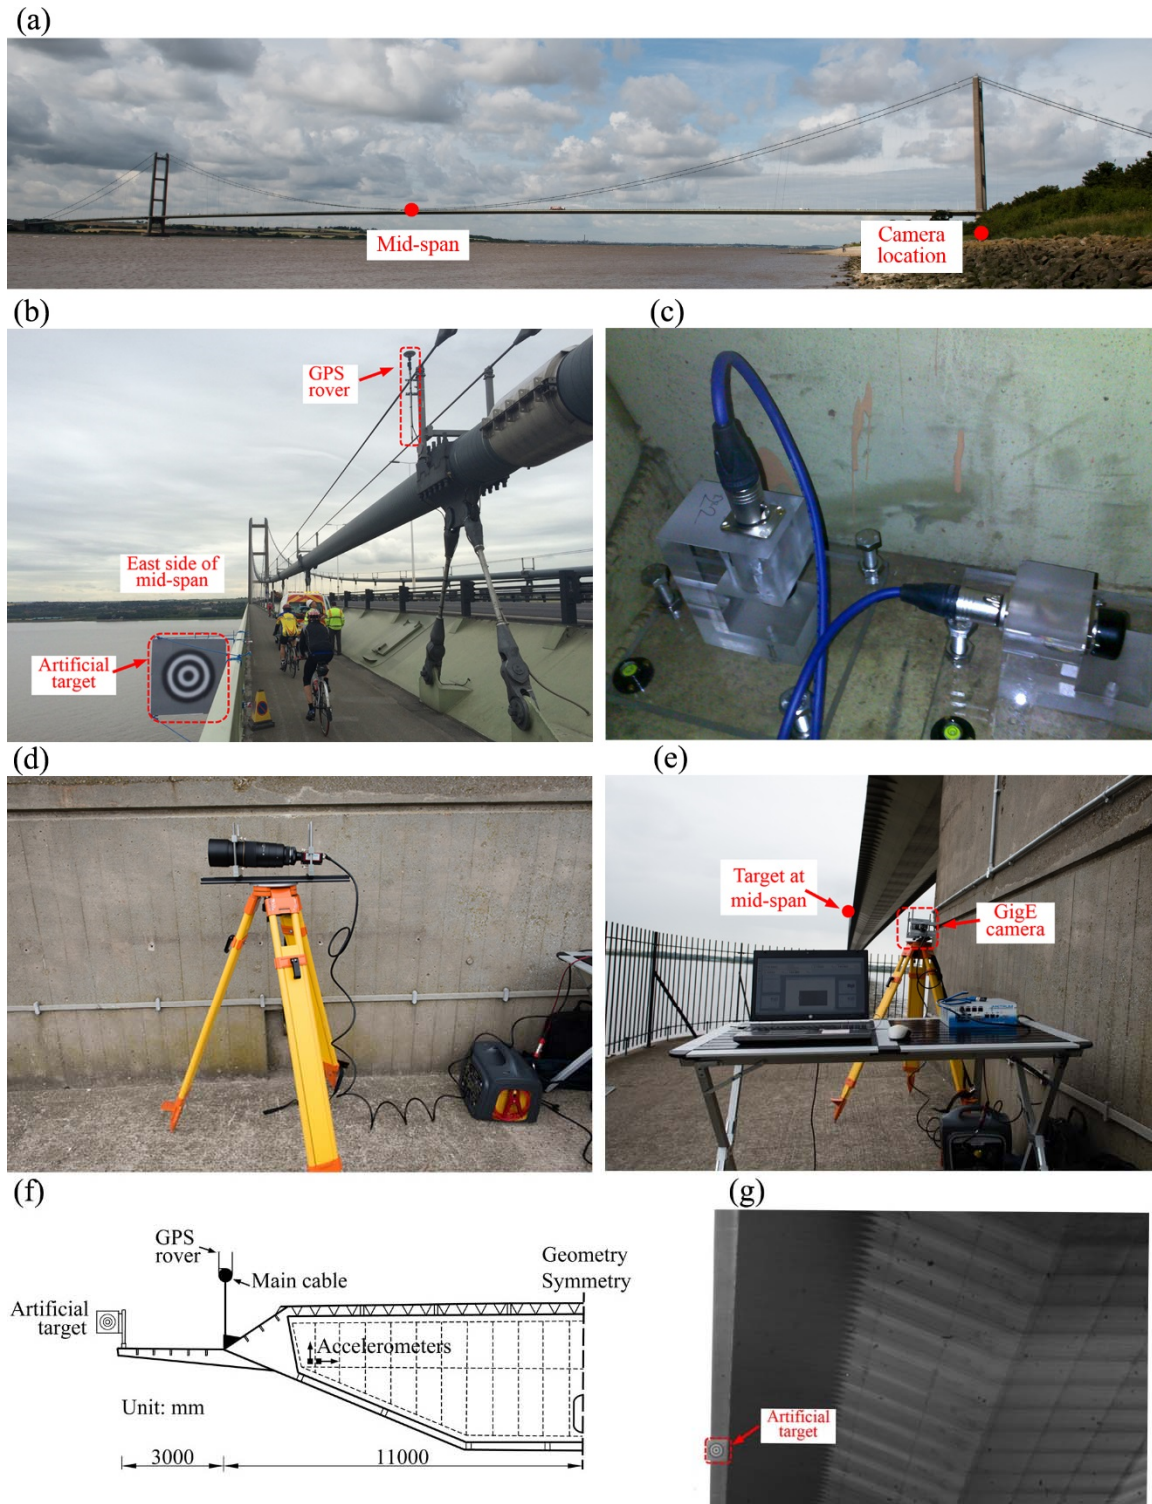 (a)
Mid-span
Camera
location
(b)
(c)
GPS
rover
East side of
mid-span
Artificial
target
(d)
(e)
Target at
mid-span
GigE
camera
(f)
(g)
GPS
rover
Main cable
Geometry
Symmetry
Artificial
target
Accelerometers
Unit: mm
3000
11000
Artificial
target